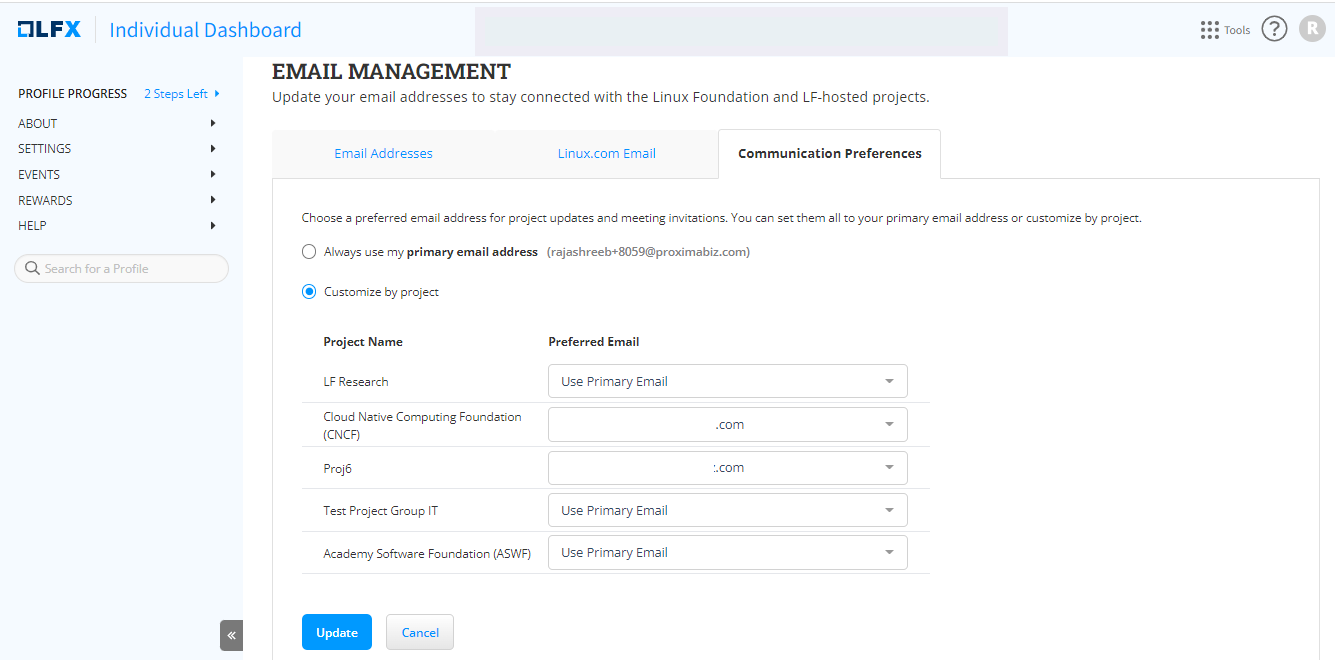 LFX Individual Dashboard
Tools ? R
PROFILE PROGRESS 2 Steps Left
ABOUT
SETTINGS
EVENTS
REWARDS
HELP
Search for a Profile
«
EMAIL MANAGEMENT
Update your email addresses to stay connected with the Linux Foundation and LF-hosted projects.
Email Addresses Linux.com Email Communication Preferences
Choose a preferred email address for project updates and meeting invitations. You can set them all to your primary email address or customize by project.
Always use my primary email address (rajashreeb+8059@proximabiz.com)
Customize by project
Project Name Preferred Email
LF Research Use Primary Email
Cloud Native Computing Foundation
(CNCF) .com
Proj6 .com
Test Project Group IT Use Primary Email
Academy Software Foundation (ASWF) Use Primary Email
Update Cancel